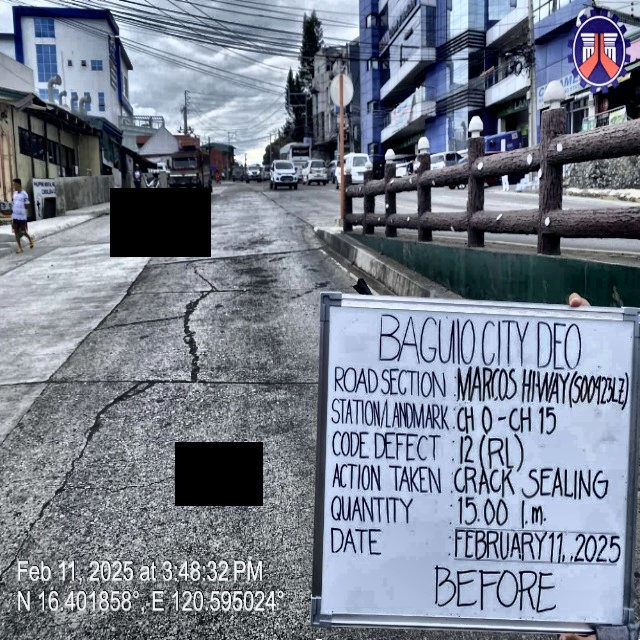 BAGUIO CITY DEO
ROAD SECTION : MARCOS HIWAY (S00923LZ)
STATION/LANDMARK : CH 0 - CH 15
CODE DEFECT : 12 (RL)
ACTION TAKEN : CRACK SEALING
QUANTITY : 15.00 l.m.
DATE : FEBRUARY 11, 2025
BEFORE
Feb 11, 2025 at 3:48:32 PM
N 16.401858°, E 120.595024°